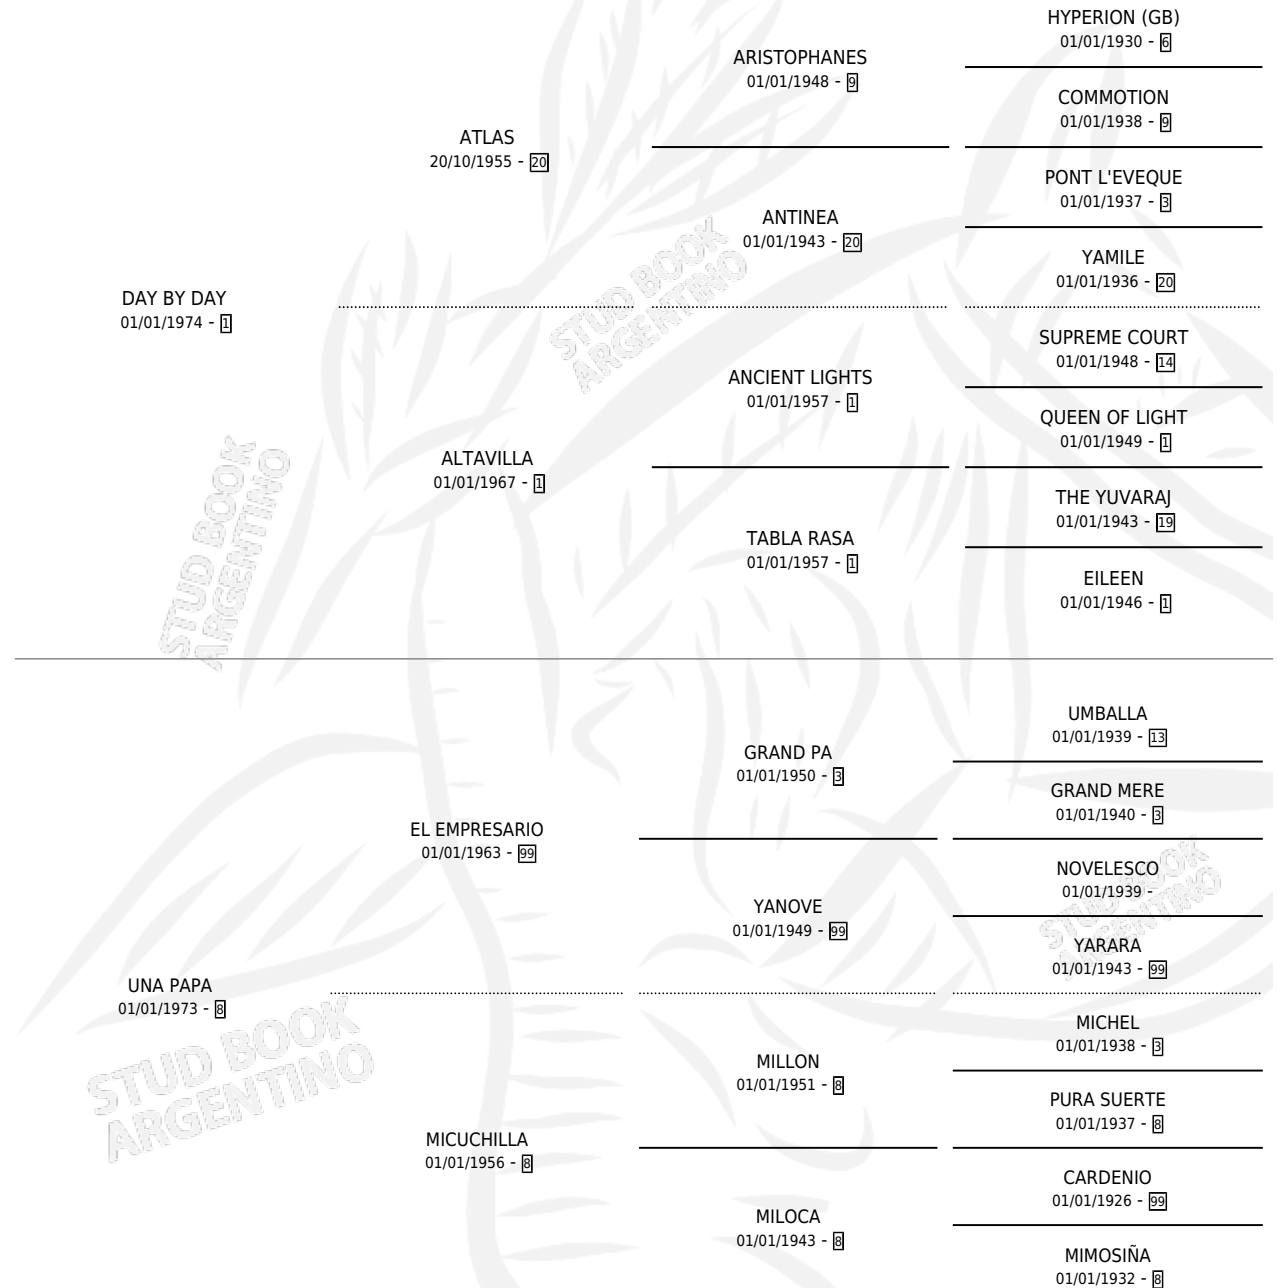 HYPERION (GB)
01/01/1930 - 6
ARISTOPHANES
01/01/1948 - 9
COMMOTION
01/01/1938 - 9
ATLAS
20/10/1955 - 20
PONT L'EVEQUE
01/01/1937 - 3
ANTINEA
01/01/1943 - 20
YAMILE
01/01/1936 - 20
DAY BY DAY
01/01/1974 - 1
STUD BOOK
ARGENTINO
SUPREME COURT
01/01/1948 - 14
ANCIENT LIGHTS
01/01/1957 - 1
QUEEN OF LIGHT
01/01/1949 - 1
ALTAVILLA
01/01/1967 - 1
THE YUVARAJ
01/01/1943 - 19
TABLA RASA
01/01/1957 - 1
EILEEN
01/01/1946 - 1
STUD BOOK
ARGENTINO
UMBALLA
01/01/1939 - 13
GRAND PA
01/01/1950 - 3
GRAND MERE
01/01/1940 - 3
EL EMPRESARIO
01/01/1963 - 99
NOVELESCO
01/01/1939 -
YANOVE
01/01/1949 - 99
STUD BOOK
ARGENTINO
YARARA
01/01/1943 - 99
UNA PAPA
01/01/1973 - 8
MICHEL
01/01/1938 - 3
MILLON
01/01/1951 - 8
PURA SUERTE
01/01/1937 - 8
STUD BOOK
ARGENTINO
MICUCHILLA
01/01/1956 - 8
CARDENIO
01/01/1926 - 99
MILOCA
01/01/1943 - 8
MIMOSIÑA
01/01/1932 - 8